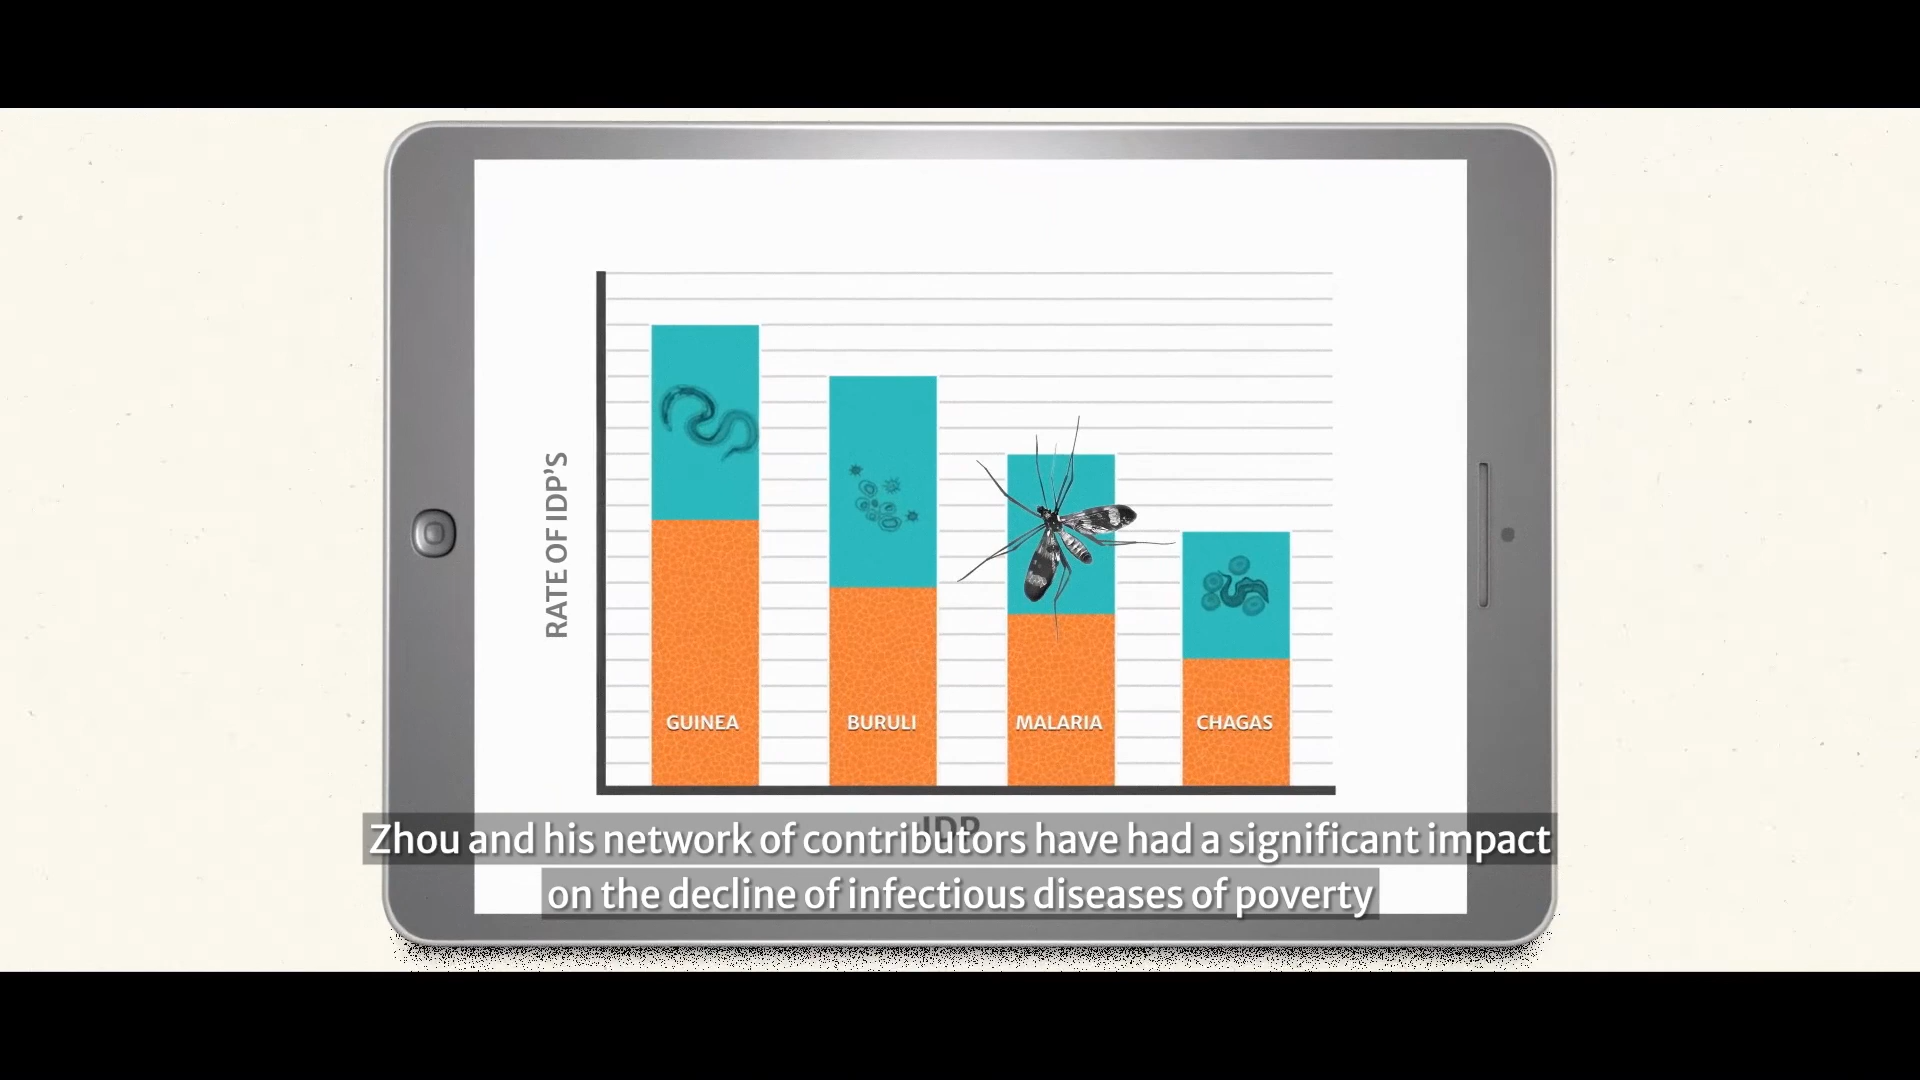 RATE OF IDP'S
GUINEA
BURULI
MALARIA
CHAGAS
IDP
Zhou and his network of contributors have had a significant impact
on the decline of infectious diseases of poverty